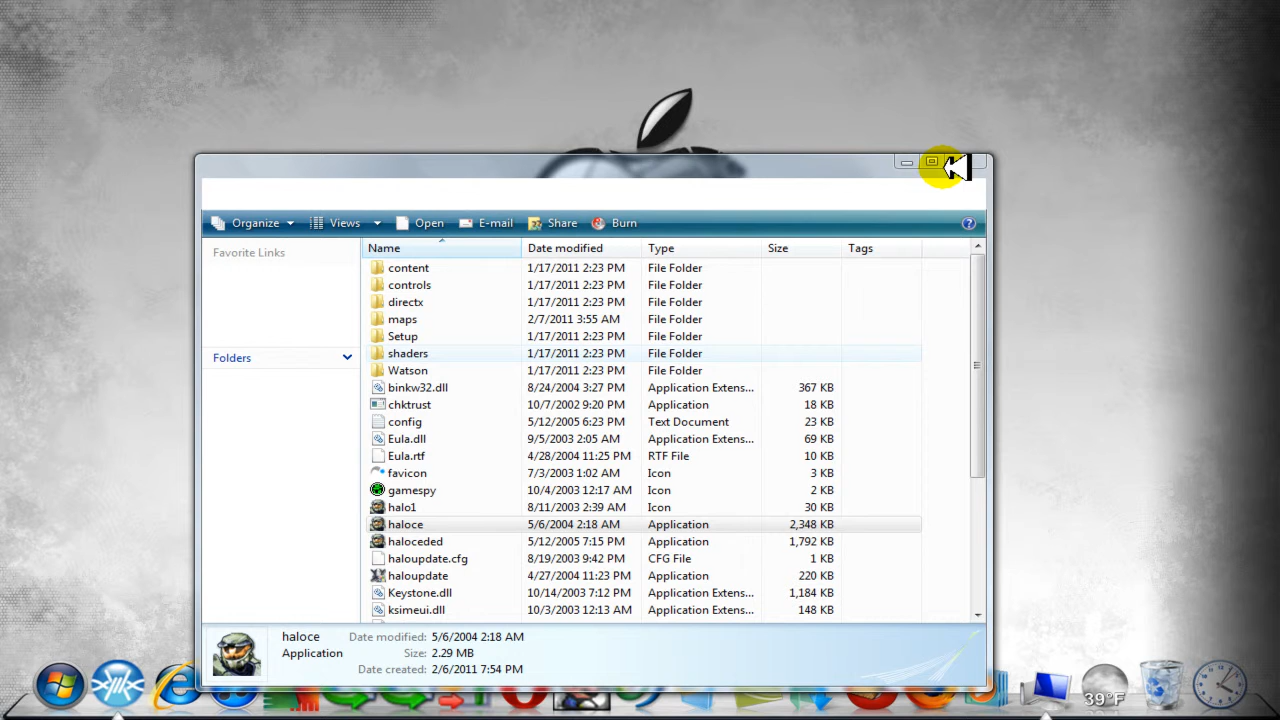 Organize Views Open E-mail Share Burn ?
Favorite Links
Folders
Name Date modified Type Size Tags
content 1/17/2011 2:23 PM File Folder
controls 1/17/2011 2:23 PM File Folder
directx 1/17/2011 2:23 PM File Folder
maps 2/7/2011 3:55 AM File Folder
Setup 1/17/2011 2:23 PM File Folder
shaders 1/17/2011 2:23 PM File Folder
Watson 1/17/2011 2:23 PM File Folder
binkw32.dll 8/24/2004 3:27 PM Application Extens... 367 KB
chktrust 10/7/2002 9:20 PM Application 18 KB
config 5/12/2005 6:23 PM Text Document 23 KB
Eula.dll 9/5/2003 2:05 AM Application Extens... 69 KB
Eula.rtf 4/28/2004 11:25 PM RTF File 10 KB
favicon 7/3/2003 1:02 AM Icon 3 KB
gamespy 10/4/2003 12:17 AM Icon 2 KB
halo1 8/11/2003 2:39 AM Icon 30 KB
haloce 5/6/2004 2:18 AM Application 2,348 KB
haloceded 5/12/2005 7:15 PM Application 1,792 KB
haloupdate.cfg 8/19/2003 9:42 PM CFG File 1 KB
haloupdate 4/27/2004 11:23 PM Application 220 KB
Keystone.dll 10/14/2003 7:12 PM Application Extens... 1,184 KB
ksimeui.dll 10/3/2003 12:13 AM Application Extens... 148 KB
haloce Date modified: 5/6/2004 2:18 AM
Application Size: 2.29 MB
Date created: 2/6/2011 7:54 PM
39°F